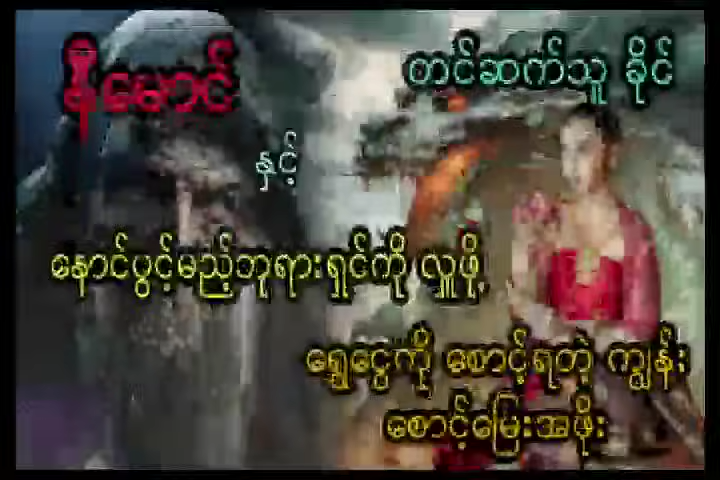 နီမောင်
တင်ဆက်သူ ခိုင်
နှင့်
နောင်ပွင့်မည့်ဘုရားရှင်ကို လှူဖို့
ရွှေငွေကို စောင့်ရတဲ့ ကျွန်း
စောင့်မြေးအဖိုး